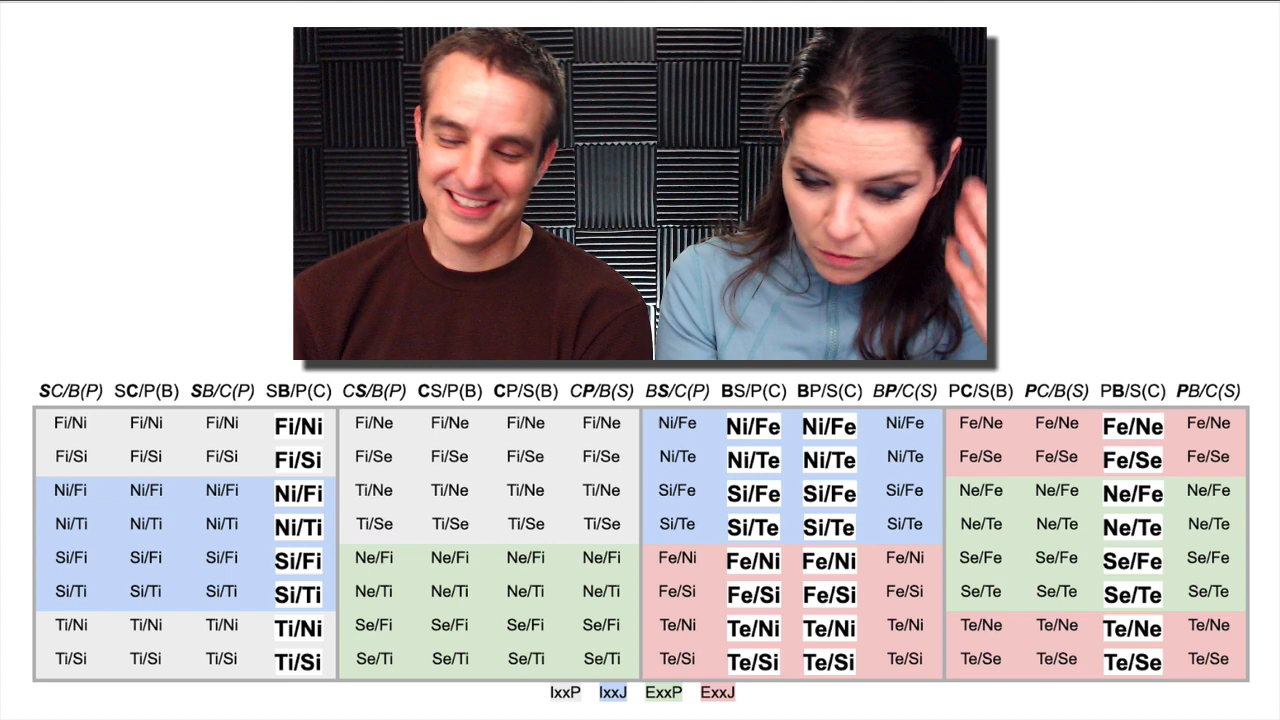 SC/B(P) SC/P(B) SB/C(P) SB/P(C) CS/B(P) CS/P(B) CP/S(B) CP/B(S) BS/C(P) BS/P(C) BP/S(C) BP/C(S) PC/S(B) PC/B(S) PB/S(C) PB/C(S)
Fi/Ni Fi/Ni Fi/Ni Fi/Ni Fi/Ne Fi/Ne Fi/Ne Fi/Ne Ni/Fe Ni/Fe Ni/Fe Ni/Fe Fe/Ne Fe/Ne Fe/Ne Fe/Ne
Fi/Si Fi/Si Fi/Si Fi/Si Fi/Se Fi/Se Fi/Se Fi/Se Ni/Te Ni/Te Ni/Te Ni/Te Fe/Se Fe/Se Fe/Se Fe/Se
Ni/Fi Ni/Fi Ni/Fi Ni/Fi Ti/Ne Ti/Ne Ti/Ne Ti/Ne Si/Fe Si/Fe Si/Fe Si/Fe Ne/Fe Ne/Fe Ne/Fe Ne/Fe
Ni/Ti Ni/Ti Ni/Ti Ni/Ti Ti/Se Ti/Se Ti/Se Ti/Se Si/Te Si/Te Si/Te Si/Te Ne/Te Ne/Te Ne/Te Ne/Te
Si/Fi Si/Fi Si/Fi Si/Fi Ne/Fi Ne/Fi Ne/Fi Ne/Fi Fe/Ni Fe/Ni Fe/Ni Fe/Ni Se/Fe Se/Fe Se/Fe Se/Fe
Si/Ti Si/Ti Si/Ti Si/Ti Ne/Ti Ne/Ti Ne/Ti Ne/Ti Fe/Si Fe/Si Fe/Si Fe/Si Se/Te Se/Te Se/Te Se/Te
Ti/Ni Ti/Ni Ti/Ni Ti/Ni Se/Fi Se/Fi Se/Fi Se/Fi Te/Ni Te/Ni Te/Ni Te/Ni Te/Ne Te/Ne Te/Ne Te/Ne
Ti/Si Ti/Si Ti/Si Ti/Si Se/Ti Se/Ti Se/Ti Se/Ti Te/Si Te/Si Te/Si Te/Si Te/Se Te/Se Te/Se Te/Se
IxxP IxxJ ExxP ExxJ